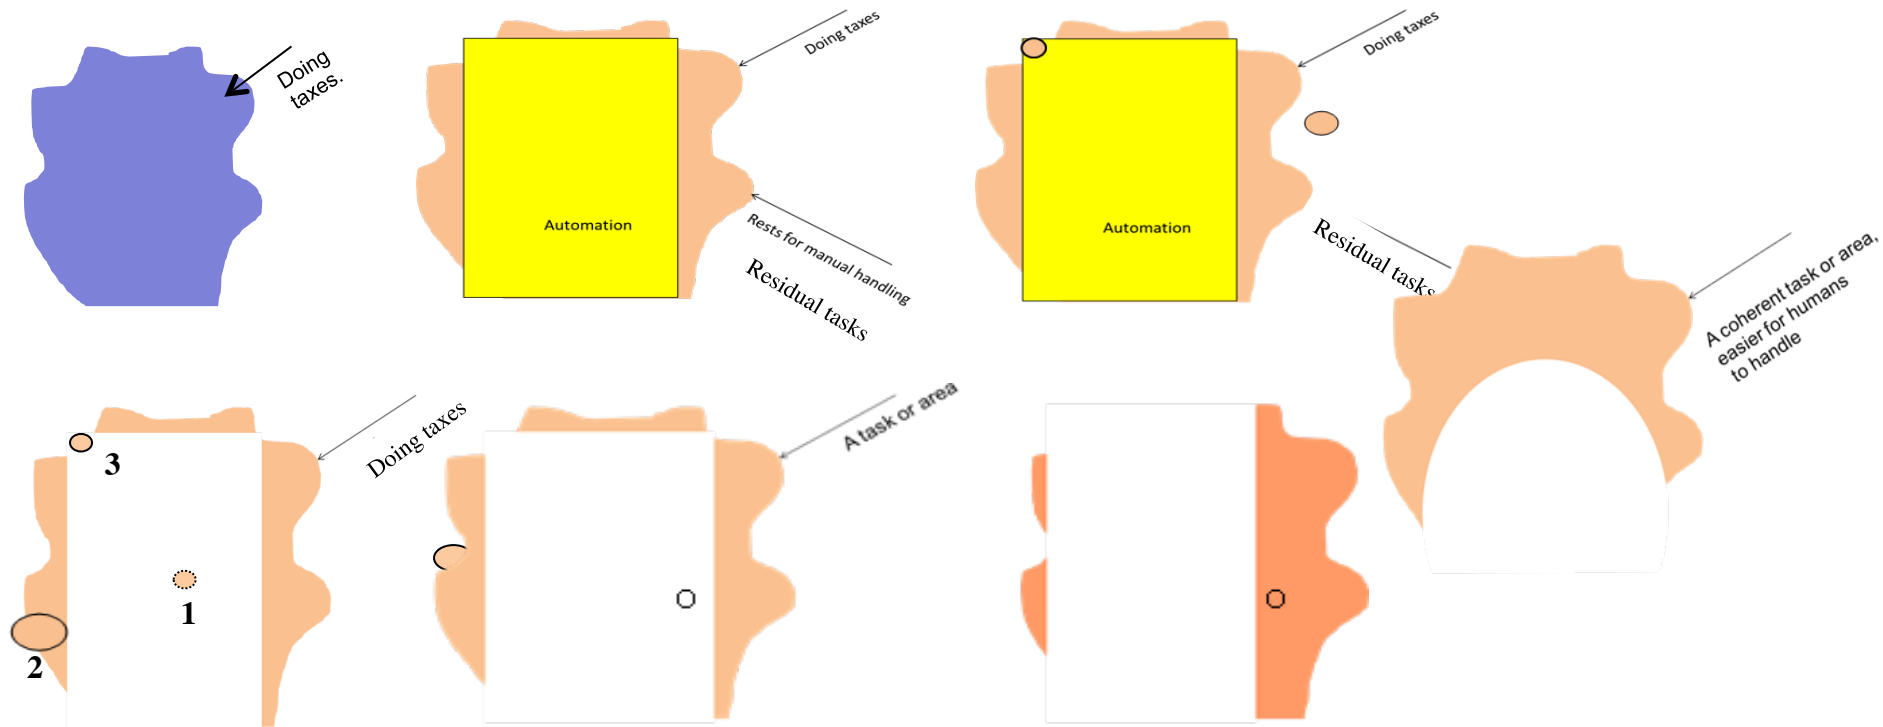 Doing
taxes.
Doing taxes
Automation
Rests for manual handling
Residual tasks
Doing taxes
Automation
Residual tasks
A coherent task or area,
easier for humans
to handle
3
Doing taxes
1
2
A task or area